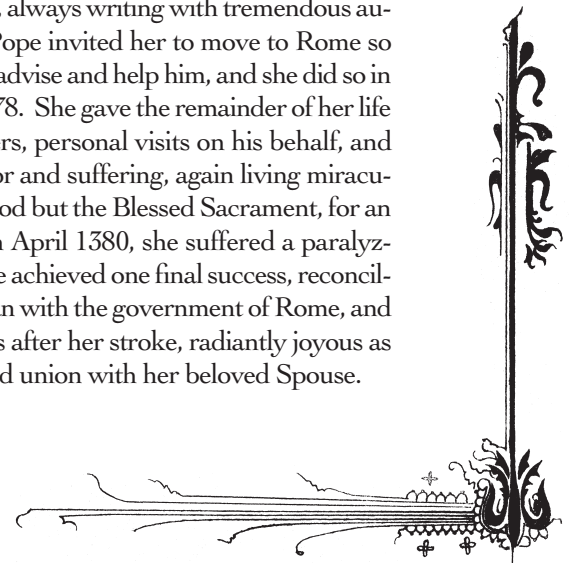 , always writing with tremendous au-
Pope invited her to move to Rome so
advise and help him, and she did so in
78. She gave the remainder of her life
rs, personal visits on his behalf, and
or and suffering, again living miracu-
od but the Blessed Sacrament, for an
n April 1380, she suffered a paralyz-
e achieved one final success, reconcil-
an with the government of Rome, and
s after her stroke, radiantly joyous as
d union with her beloved Spouse.